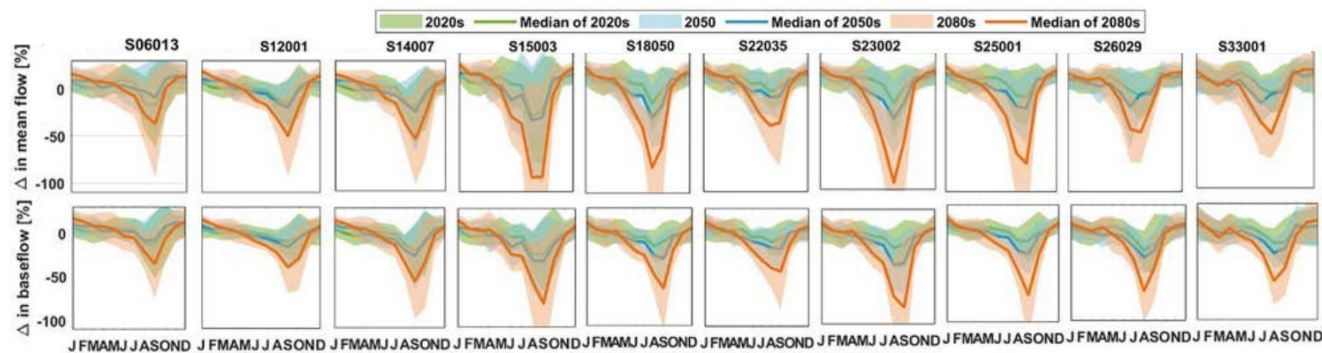 2020s Median of 2020s 2050 Median of 2050s 2080s Median of 2080s
S06013 S12001 S14007 S15003 S18050 S22035 S23002 S25001 S26029 S33001
Δ in mean flow [%]
0
-50
-100
Δ in baseflow [%]
0
-50
-100
J FMAMJ JASOND J FMAMJ JASOND J FMAMJ JASOND J FMAMJ JASOND J FMAMJ JASOND J FMAMJ JASOND J FMAMJ JASOND J FMAMJ JASOND J FMAMJ JASOND J FMAMJ JASOND